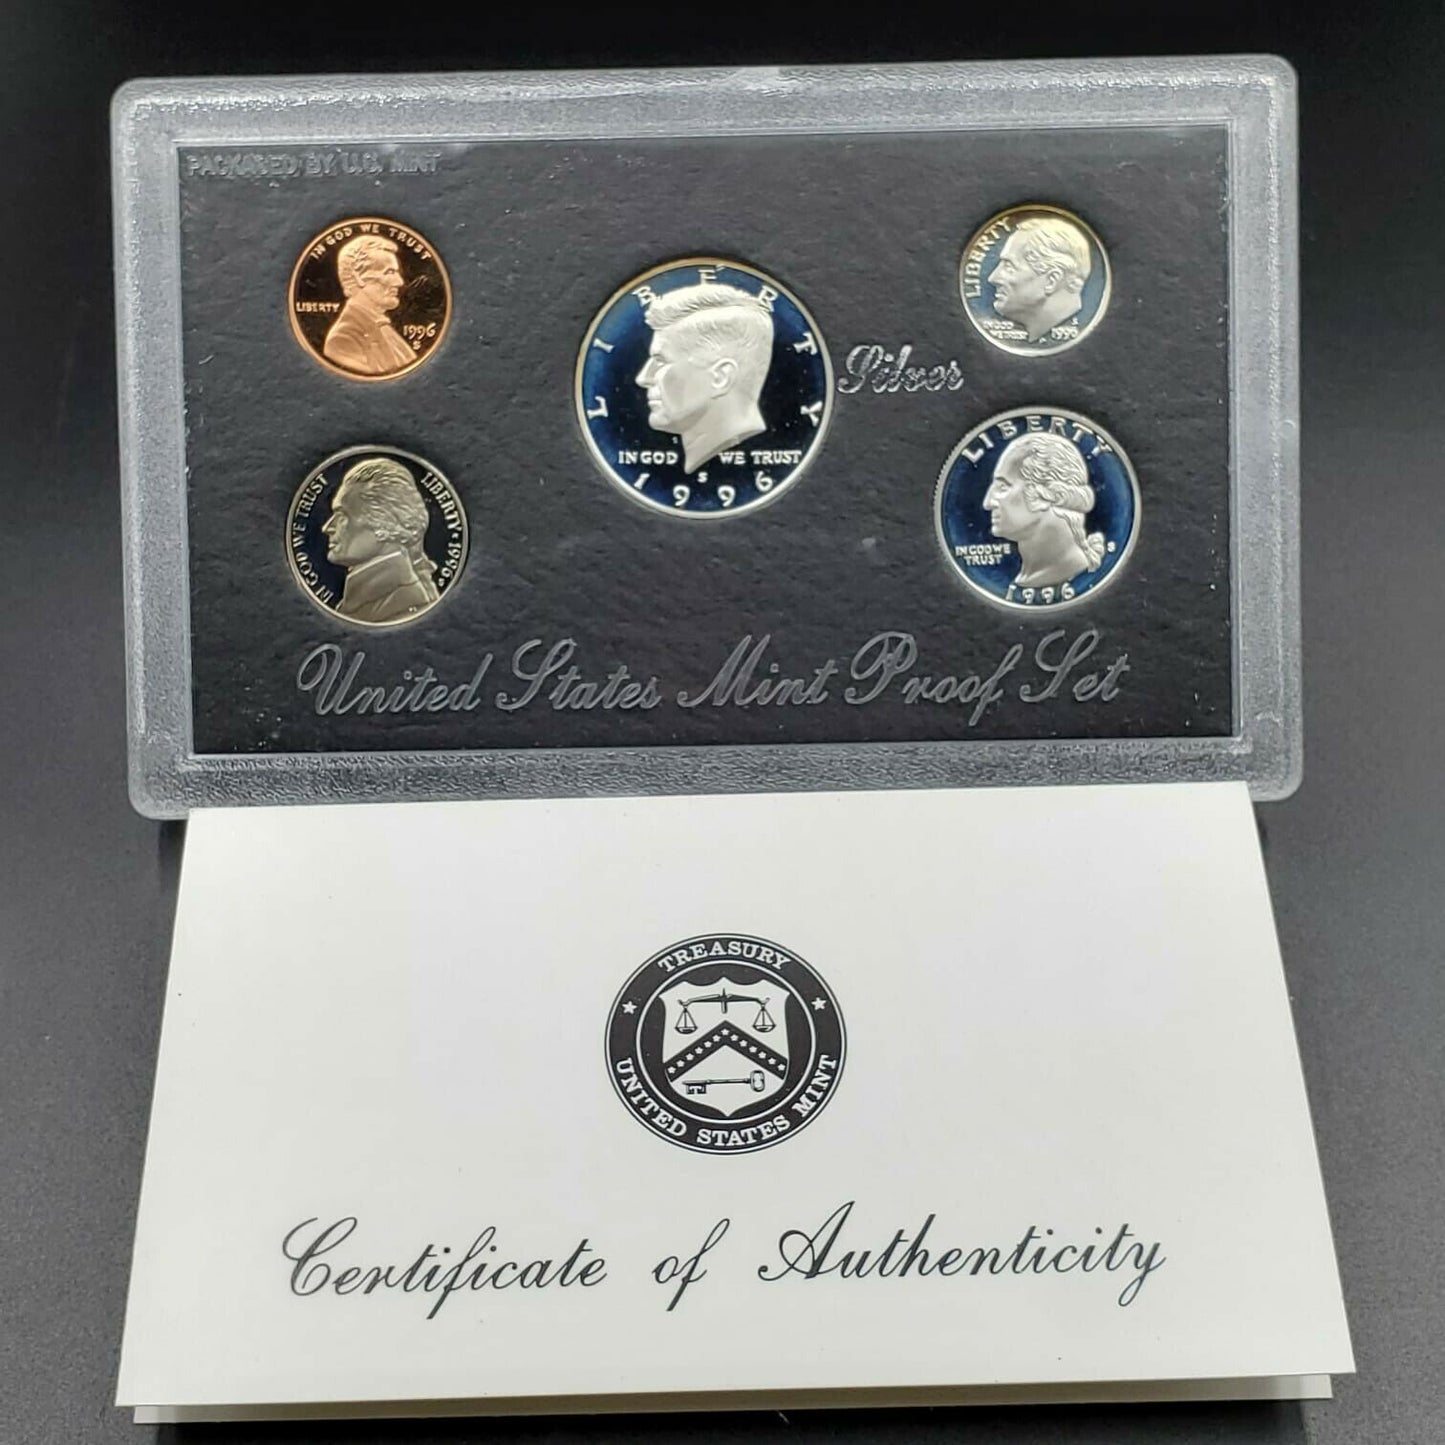 PACKAGED BY U.S. MINT
IN GOD WE TRUST
LIBERTY
1996
S
LIBERTY
IN GOD WE TRUST
S
1996
LIBERTY
IN GOD
WE TRUST
S
1996
Silver
IN GOD WE TRUST
LIBERTY ★ 1996
S
LIBERTY
IN GOD WE
TRUST
S
1996
United States Mint Proof Set
TREASURY
UNITED STATES MINT
Certificate of Authenticity